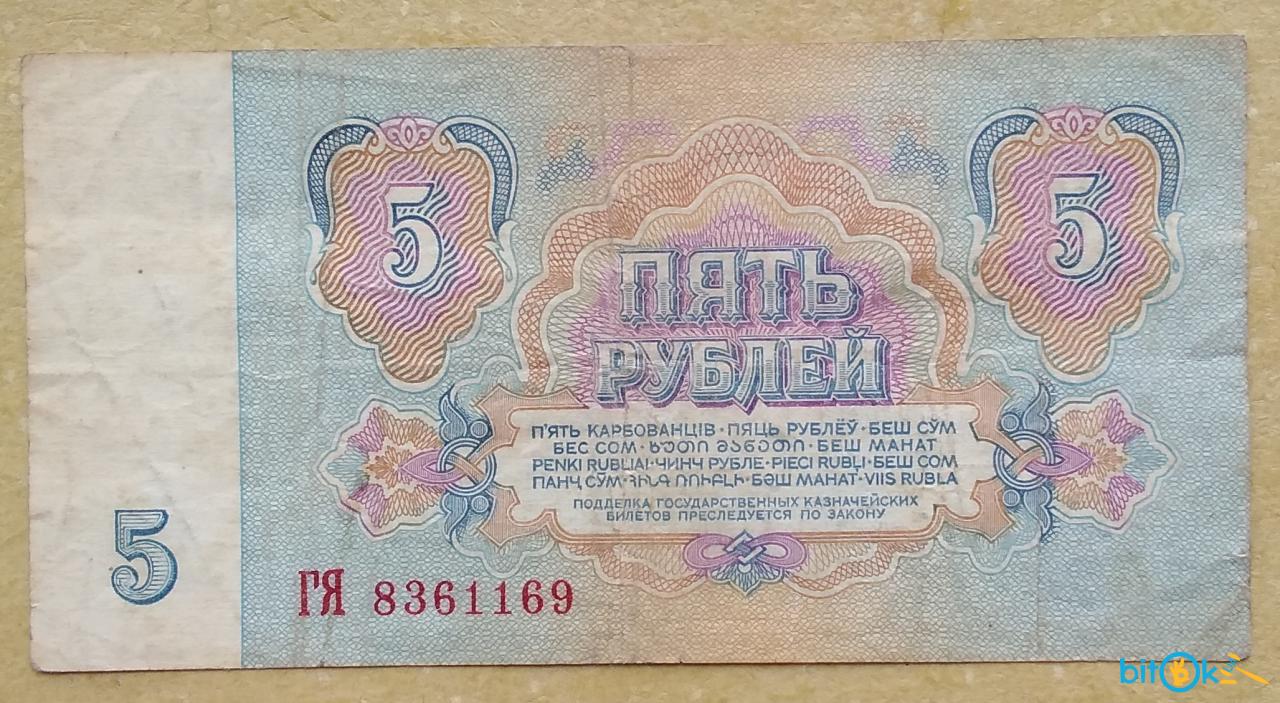 5
5
ПЯТЬ
РУБЛЕЙ
П'ЯТЬ КАРБОВАНЦІВ · ПЯЦЬ РУБЛЁЎ · БЕШ СЎМ
БЕС СОМ · ხუთი მანეთი · БЕШ МАНАТ
PENKI RUBLIAI · ЧИНЧ РУБЛЕ · PIECI RUBĻI · БЕШ СОМ
ПАНҶ СӮМ · ՀԻՆԳ ՌՈՒԲԼԻ · БӘШ МАНАТ · VIIS RUBLA
ПОДДЕЛКА ГОСУДАРСТВЕННЫХ КАЗНАЧЕЙСКИХ
БИЛЕТОВ ПРЕСЛЕДУЕТСЯ ПО ЗАКОНУ
5
ГЯ 8361169
bitok